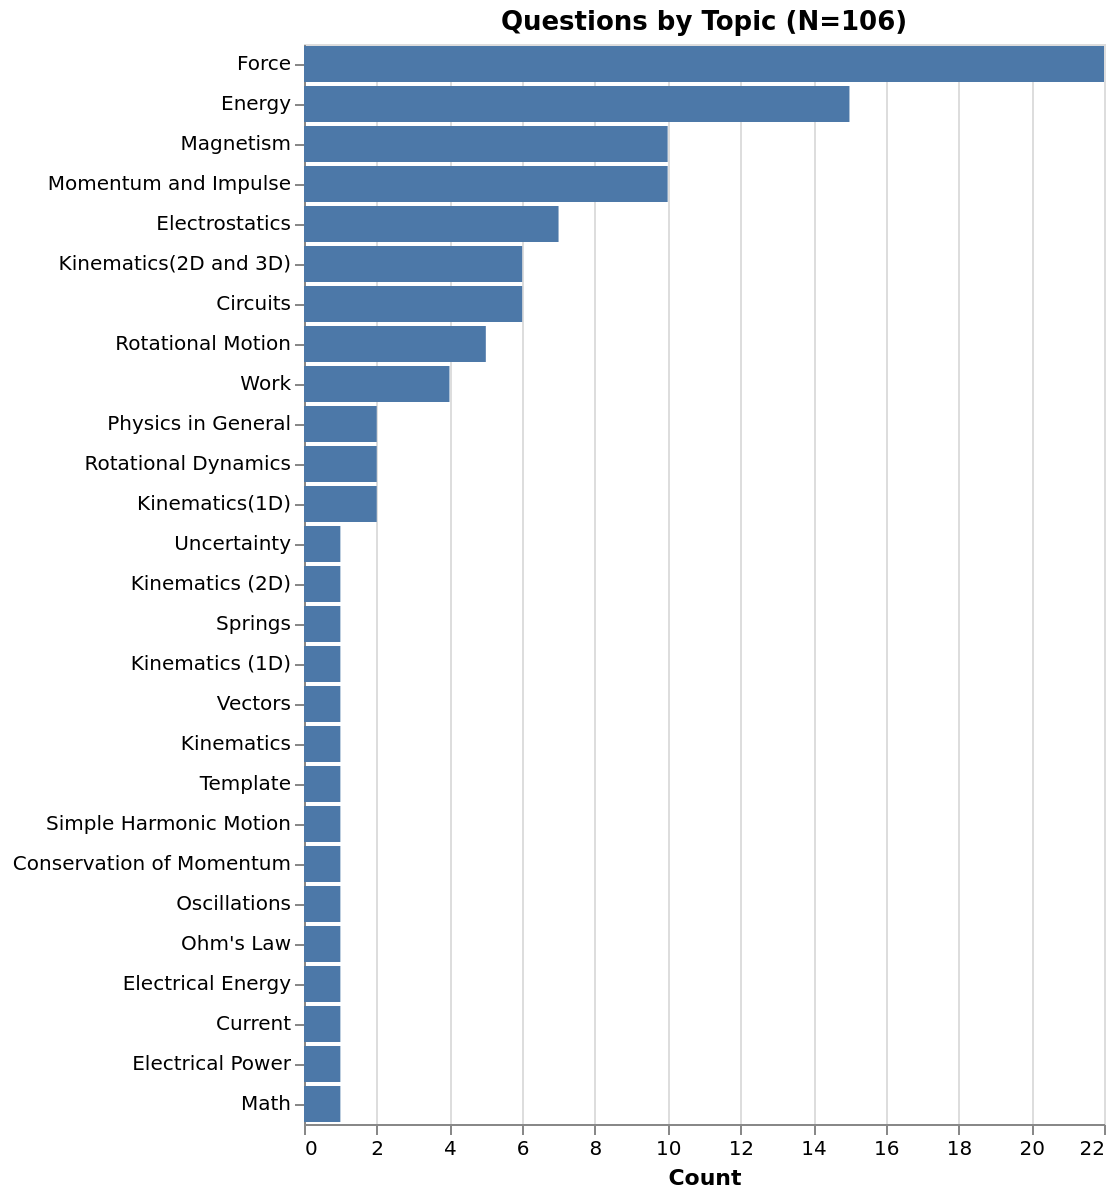 Questions by Topic (N=106)
Force
Energy
Magnetism
Momentum and Impulse
Electrostatics
Kinematics(2D and 3D)
Circuits
Rotational Motion
Work
Physics in General
Rotational Dynamics
Kinematics(1D)
Uncertainty
Kinematics (2D)
Springs
Kinematics (1D)
Vectors
Kinematics
Template
Simple Harmonic Motion
Conservation of Momentum
Oscillations
Ohm's Law
Electrical Energy
Current
Electrical Power
Math
0 2 4 6 8 10 12 14 16 18 20 22
Count